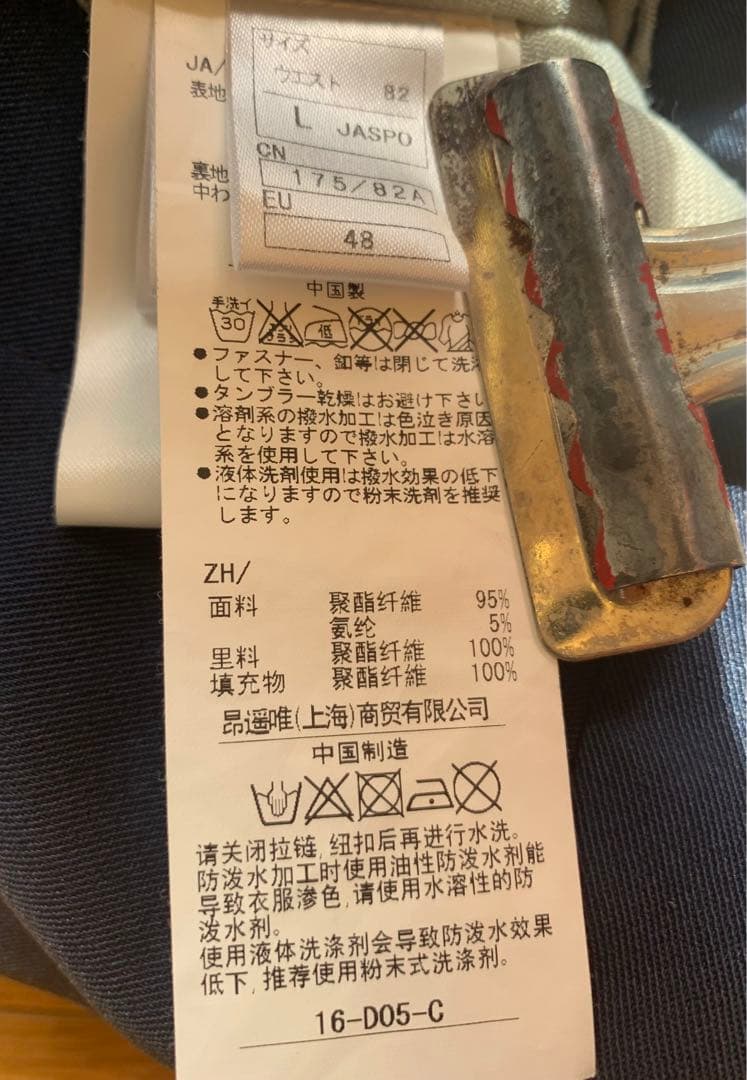 サイズ
ウエスト 82
L JASPO
CN
175/82A
EU
48
JA/
表地
裏地
中わ
中国製
手洗イ
30
低
ファスナー、釦等は閉じて洗濯
して下さい。
タンブラー乾燥はお避け下さい
溶剤系の撥水加工は色泣き原因
となりますので撥水加工は水溶
系を使用して下さい。
液体洗剤使用は撥水効果の低下
になりますので粉末洗剤を推奨
します。
ZH/
面料 聚酯纤維 95%
氨纶 5%
里料 聚酯纤維 100%
填充物 聚酯纤維 100%
昂遥唯(上海)商贸有限公司
中国制造
请关闭拉链,纽扣后再进行水洗。
防泼水加工时使用油性防泼水剂能
导致衣服渗色,请使用水溶性的防
泼水剂。
使用液体洗涤剂会导致防泼水效果
低下,推荐使用粉末式洗涤剂。
16-D05-C